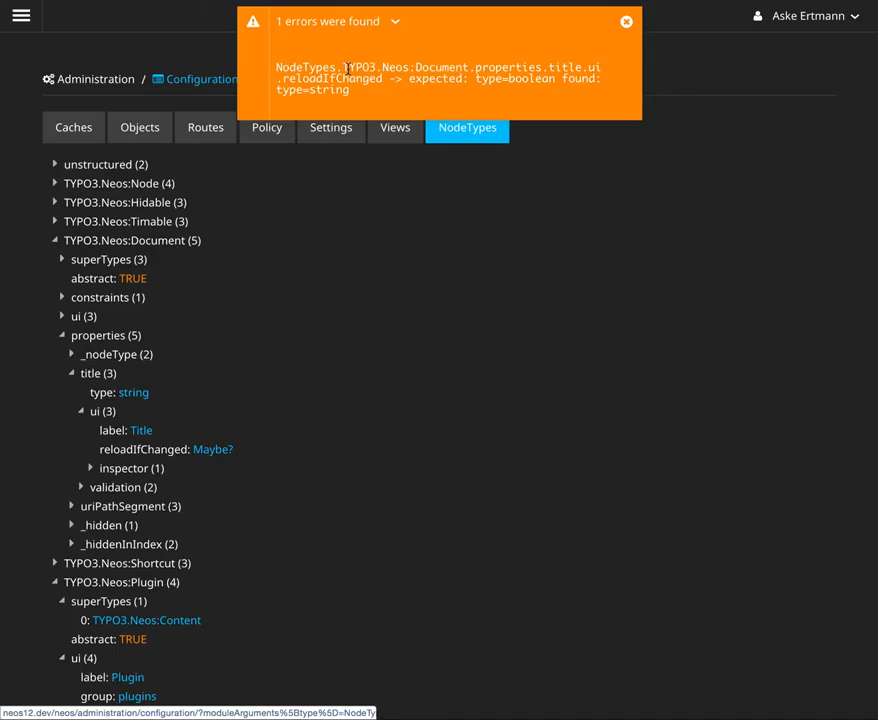 1 errors were found
Aske Ertmann
NodeTypes.TYPO3.Neos:Document.properties.title.ui
.reloadIfChanged -> expected: type=boolean found:
type=string
Administration / Configuration
Caches Objects Routes Policy Settings Views NodeTypes
unstructured (2)
TYPO3.Neos:Node (4)
TYPO3.Neos:Hidable (3)
TYPO3.Neos:Timable (3)
TYPO3.Neos:Document (5)
superTypes (3)
abstract: TRUE
constraints (1)
ui (3)
properties (5)
_nodeType (2)
title (3)
type: string
ui (3)
label: Title
reloadIfChanged: Maybe?
inspector (1)
validation (2)
uriPathSegment (3)
_hidden (1)
_hiddenInIndex (2)
TYPO3.Neos:Shortcut (3)
TYPO3.Neos:Plugin (4)
superTypes (1)
0: TYPO3.Neos:Content
abstract: TRUE
ui (4)
label: Plugin
group: plugins
neos12.dev/neos/administration/configuration/?moduleArguments%5Btype%5D=NodeTy